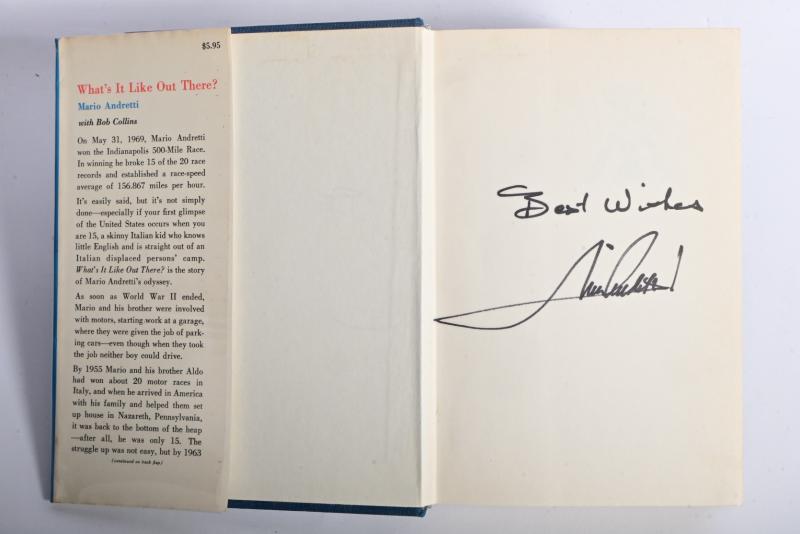 $5.95
What's It Like Out There?
Mario Andretti
with Bob Collins
On May 31, 1969, Mario Andretti
won the Indianapolis 500-Mile Race.
In winning he broke 15 of the 20 race
records and established a race-speed
average of 156.867 miles per hour.
It's easily said, but it's not simply
done—especially if your first glimpse
of the United States occurs when you
are 15, a skinny Italian kid who knows
little English and is straight out of an
Italian displaced persons' camp.
What's It Like Out There? is the story
of Mario Andretti's odyssey.
As soon as World War II ended,
Mario and his brother were involved
with motors, starting work at a garage,
where they were given the job of park-
ing cars—even though when they took
the job neither boy could drive.
By 1955 Mario and his brother Aldo
had won about 20 motor races in
Italy, and when he arrived in America
with his family and helped them set
up house in Nazareth, Pennsylvania,
it was back to the bottom of the heap
—after all, he was only 15. The
struggle was not easy, but by 1963
(continued on back flap)
Best Wishes
Mario Andretti